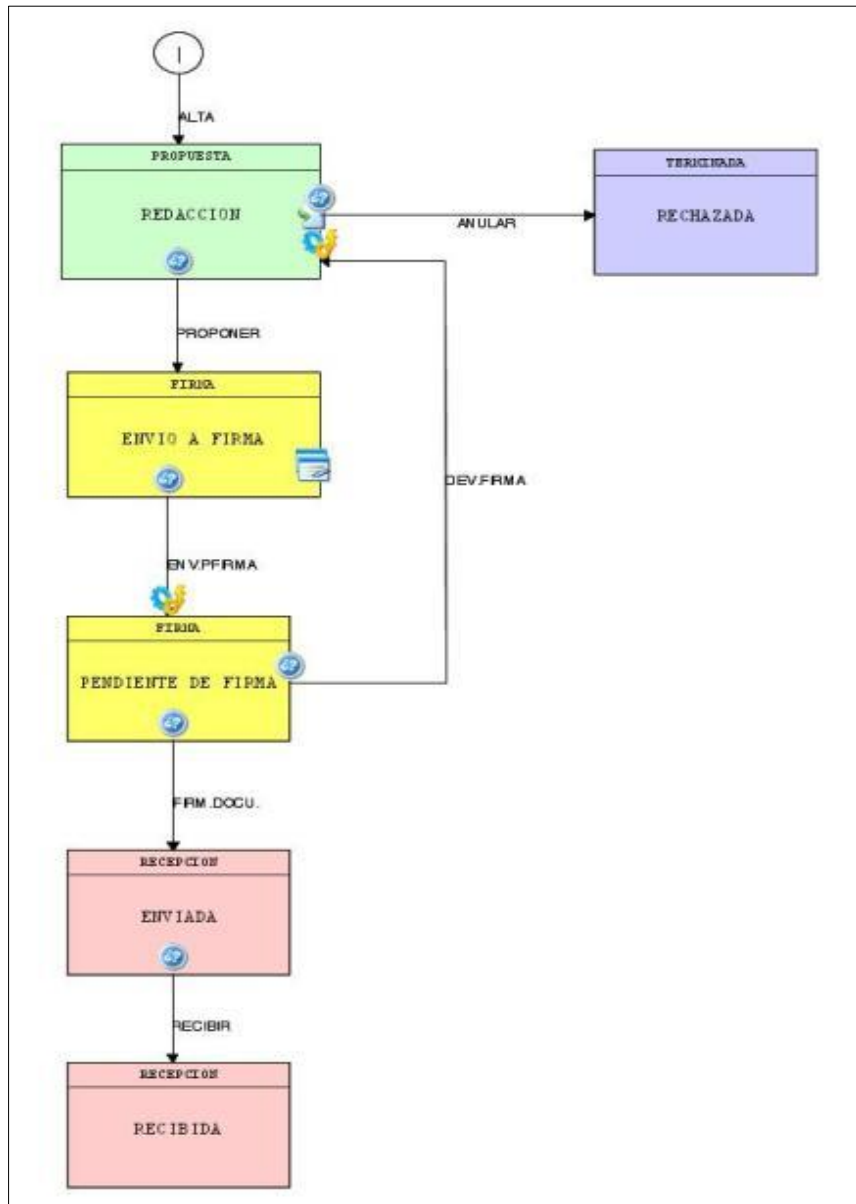 I
ALTA
PROPUESTA
REDACCION
ANULAR
TERMINADA
RECHAZADA
PROPONER
FIRMA
ENVIO A FIRMA
DEV.FIRMA
ENV.PFIRMA
FIRMA
PENDIENTE DE FIRMA
FIRM.DOCU.
RECEPCION
ENVIADA
RECIBIR
RECEPCION
RECIBIDA